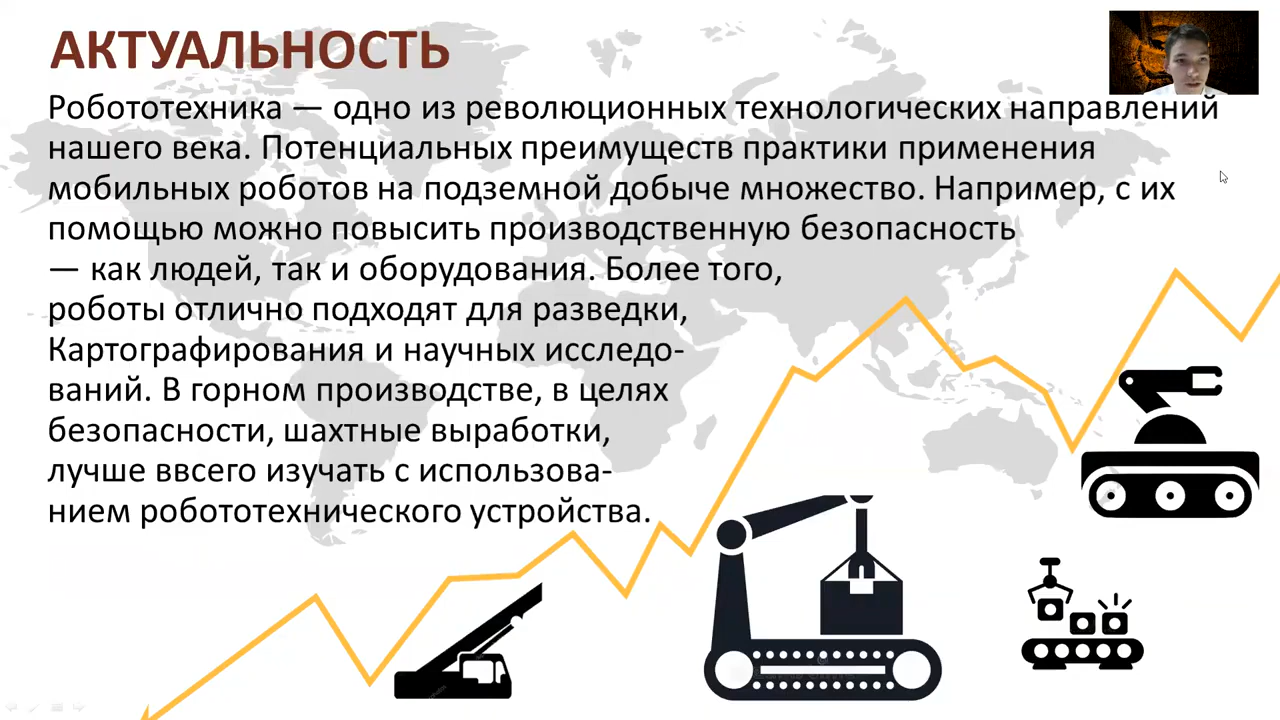 АКТУАЛЬНОСТЬ
Робототехника — одно из революционных технологических направлений
нашего века. Потенциальных преимуществ практики применения
мобильных роботов на подземной добыче множество. Например, с их
помощью можно повысить производственную безопасность
— как людей, так и оборудования. Более того,
роботы отлично подходят для разведки,
Картографирования и научных исследо-
ваний. В горном производстве, в целях
безопасности, шахтные выработки,
лучше ввсего изучать с использова-
нием робототехнического устройства.